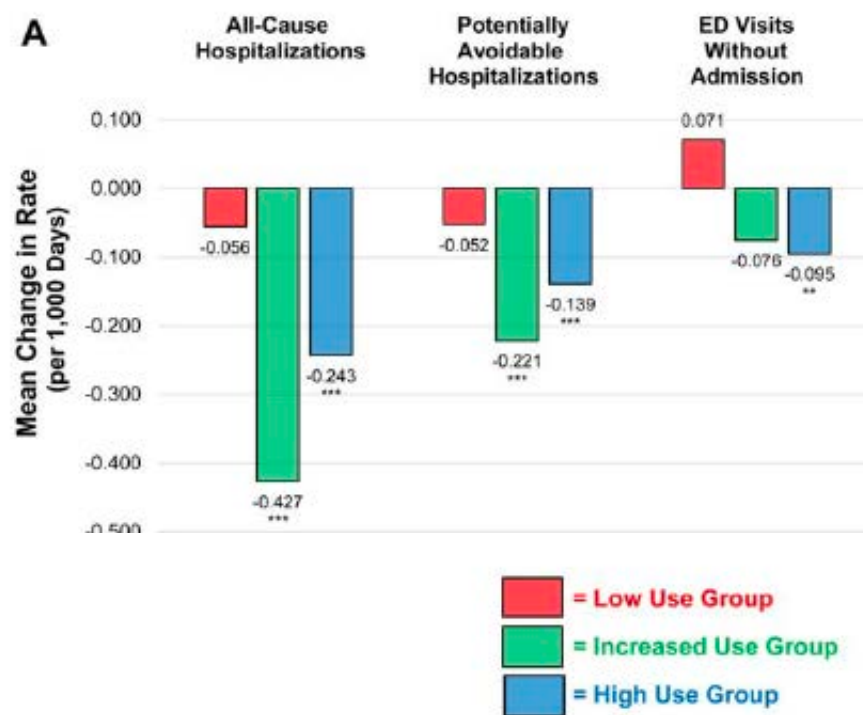 A
All-Cause
Hospitalizations
Potentially
Avoidable
Hospitalizations
ED Visits
Without
Admission
Mean Change in Rate
(per 1,000 Days)
0.100
0.000
-0.100
-0.200
-0.300
-0.400
-0.500
-0.056
-0.427
***
-0.243
***
-0.052
-0.221
***
-0.139
***
0.071
-0.076
-0.095
**
= Low Use Group
= Increased Use Group
= High Use Group